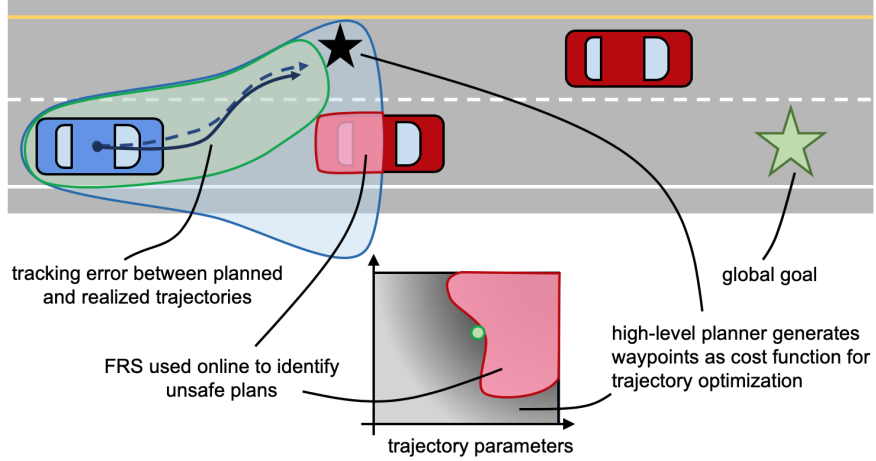 tracking error between planned
and realized trajectories
global goal
FRS used online to identify
unsafe plans
high-level planner generates
waypoints as cost function for
trajectory optimization
trajectory parameters